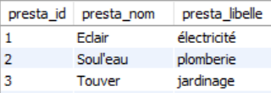 presta_id presta_nom presta_libelle
1 Eclair électricité
2 Soul'eau plomberie
3 Touver jardinage